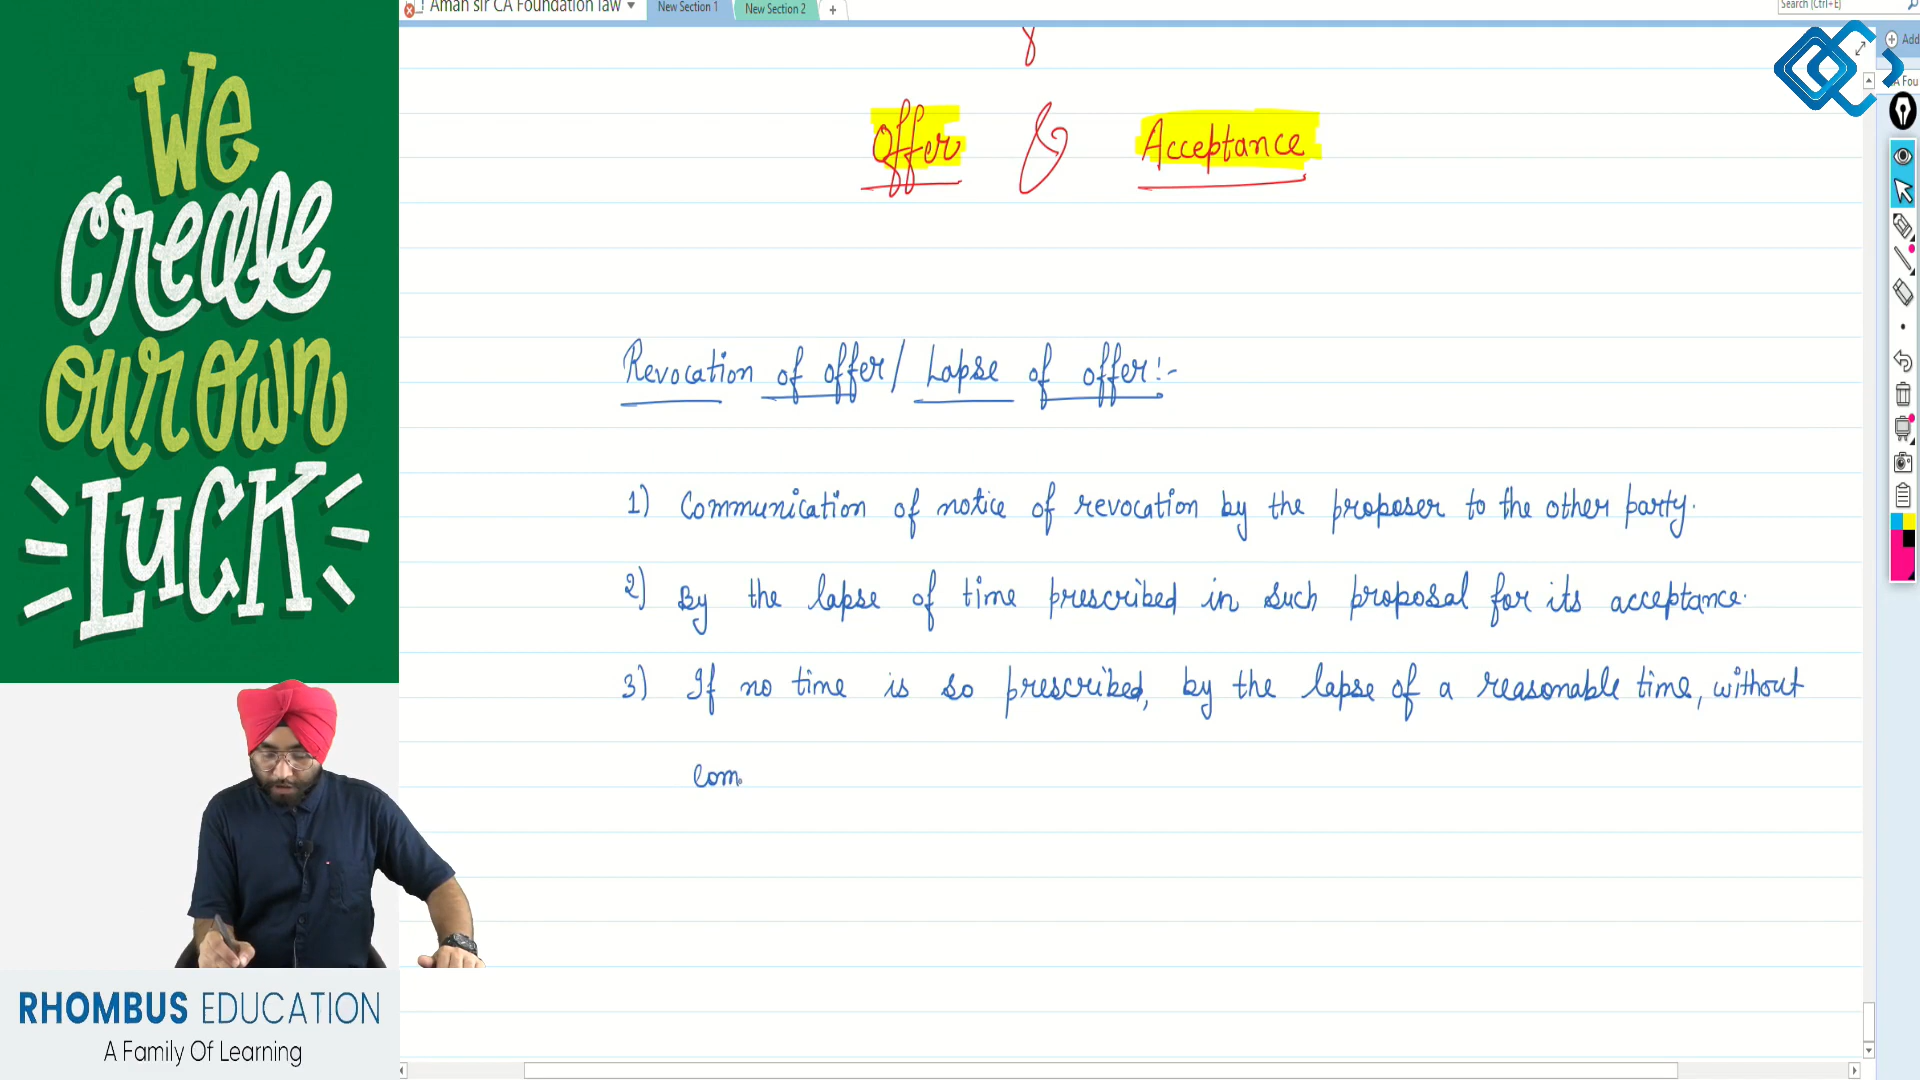 Aman sir CA Foundation law
New Section 1
New Section 2
Search (Ctrl+E)
Add
&
Offer & Acceptance
Revocation of offer/ Lapse of offer:-
1) Communication of notice of revocation by the proposer to the other party.
2) By the lapse of time prescribed in such proposal for its acceptance.
3) If no time is so prescribed, by the lapse of a reasonable time, without
com
We
create
our own
LUCK
RHOMBUS EDUCATION
A Family Of Learning